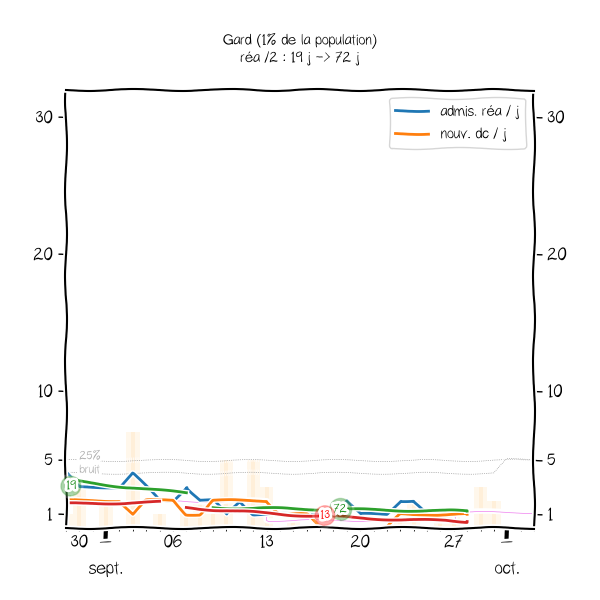 Gard (1% de la population)
réa /2 : 19 j -> 72 j
admis. réa / j
nouv. dc / j
30
30
20
20
10
10
5
5
25%
bruit
19
13
72
1
1
30
06
13
20
27
sept.
oct.